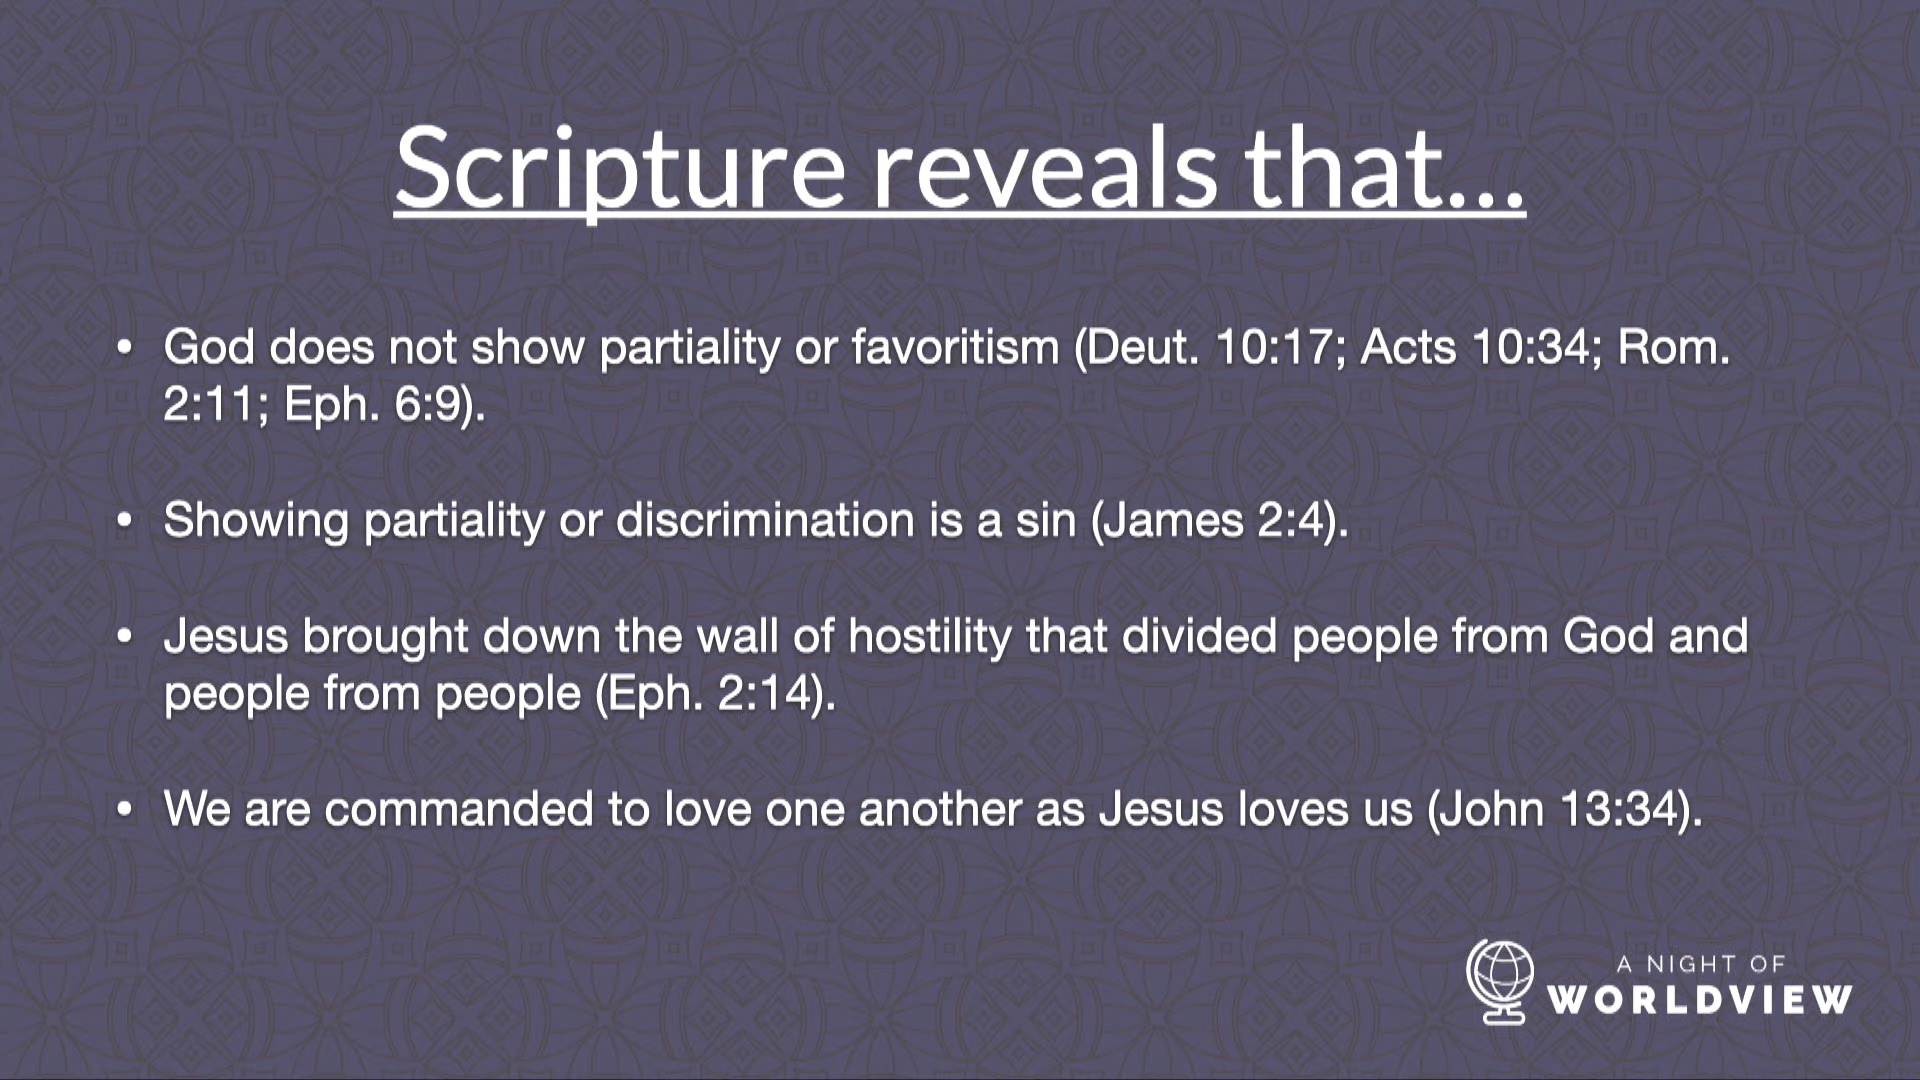 Scripture reveals that...
• God does not show partiality or favoritism (Deut. 10:17; Acts 10:34; Rom.
2:11; Eph. 6:9).
• Showing partiality or discrimination is a sin (James 2:4).
• Jesus brought down the wall of hostility that divided people from God and
people from people (Eph. 2:14).
• We are commanded to love one another as Jesus loves us (John 13:34).
A NIGHT OF
WORLDVIEW